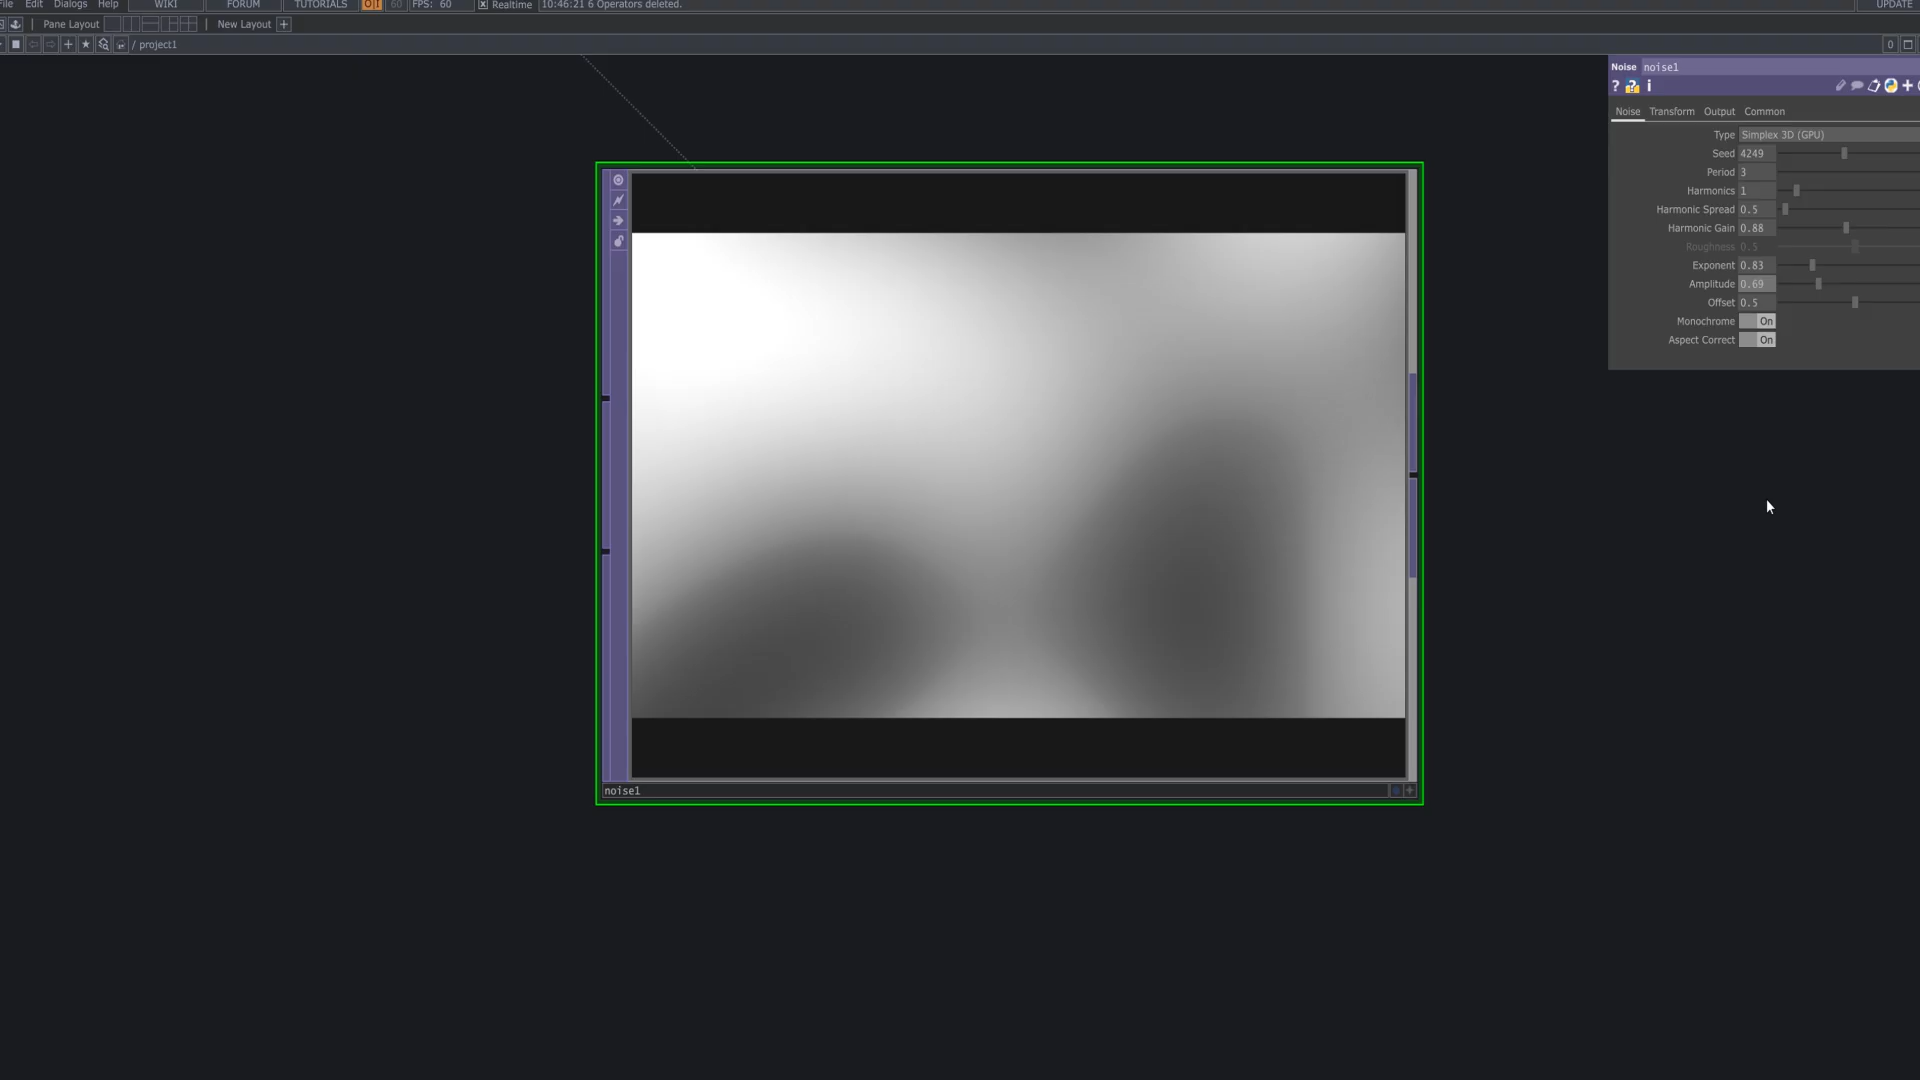 File Edit Dialogs Help WIKI FORUM TUTORIALS O|I 60 FPS: 60 Realtime 10:46:21 6 Operators deleted. UPDATE
Pane Layout New Layout +
/ project1 0
Noise noise1
? ? i
Noise Transform Output Common
Type Simplex 3D (GPU)
Seed 4249
Period 3
Harmonics 1
Harmonic Spread 0.5
Harmonic Gain 0.88
Roughness 0.5
Exponent 0.83
Amplitude 0.69
Offset 0.5
Monochrome On
Aspect Correct On
noise1